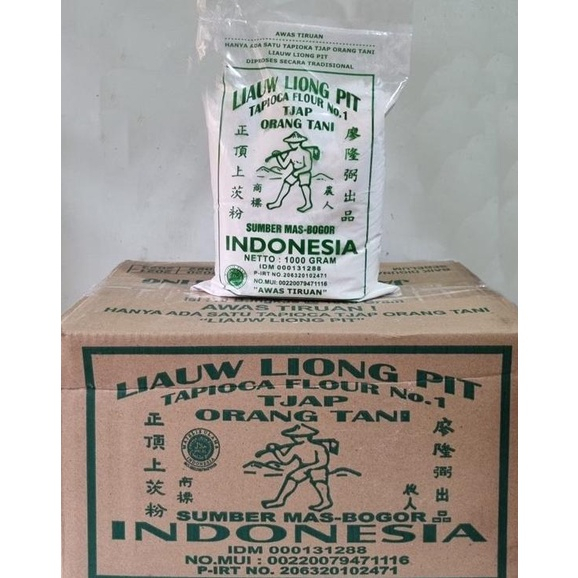 AWAS TIRUAN
HANYA ADA SATU TAPIOKA TJAP ORANG TANI
LIAUW LIONG PIT
DIPROSES SECARA TRADISIONAL
LIAUW LIONG PIT
TAPIOCA FLOUR No.1
TJAP
ORANG TANI
正頂上茨粉
商標
農人
廖隆弼出品
SUMBER MAS-BOGOR
INDONESIA
NETTO : 1000 GRAM
IDM 000131288
P-IRT NO. 206320102471
NO.MUI: 00220079471116
"AWAS TIRUAN"
AWAS TIRUAN !
HANYA ADA SATU TAPIOCA TJAP ORANG TANI
"LIAUW LIONG PIT"
LIAUW LIONG PIT
TAPIOCA FLOUR No.1
TJAP
ORANG TANI
正頂上茨粉
商標
農人
廖隆弼出品
SUMBER MAS-BOGOR
INDONESIA
IDM 000131288
NO.MUI : 00220079471116
P-IRT NO. 206320102471